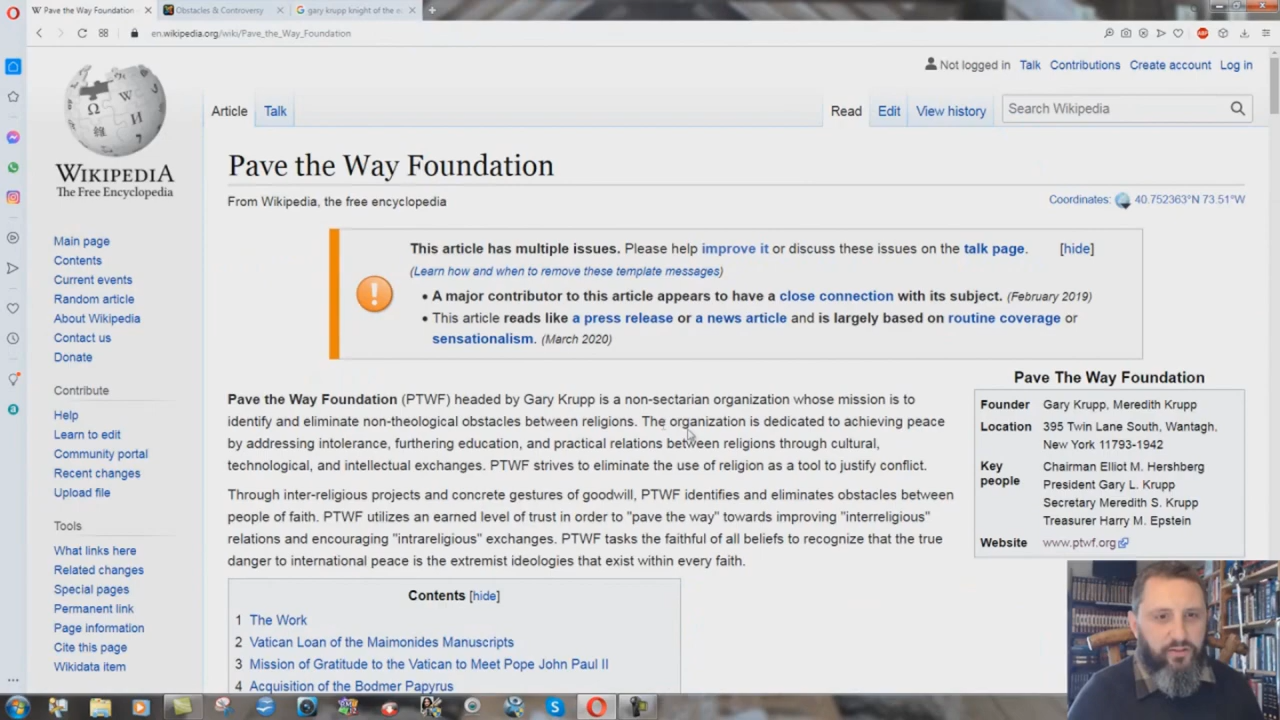 Pave the Way Foundation
Obstacles & Controversy
gary krupp knight of the e
en.wikipedia.org/wiki/Pave_the_Way_Foundation
Not logged in Talk Contributions Create account Log in
Article Talk
Read Edit View history
Search Wikipedia
WIKIPEDIA
The Free Encyclopedia
Main page
Contents
Current events
Random article
About Wikipedia
Contact us
Donate
Contribute
Help
Learn to edit
Community portal
Recent changes
Upload file
Tools
What links here
Related changes
Special pages
Permanent link
Page information
Cite this page
Wikidata item
Pave the Way Foundation
From Wikipedia, the free encyclopedia
Coordinates: 40.752363°N 73.51°W
This article has multiple issues. Please help improve it or discuss these issues on the talk page. [hide]
(Learn how and when to remove these template messages)
• A major contributor to this article appears to have a close connection with its subject. (February 2019)
• This article reads like a press release or a news article and is largely based on routine coverage or
sensationalism. (March 2020)
Pave the Way Foundation (PTWF) headed by Gary Krupp is a non-sectarian organization whose mission is to
identify and eliminate non-theological obstacles between religions. The organization is dedicated to achieving peace
by addressing intolerance, furthering education, and practical relations between religions through cultural,
technological, and intellectual exchanges. PTWF strives to eliminate the use of religion as a tool to justify conflict.
Through inter-religious projects and concrete gestures of goodwill, PTWF identifies and eliminates obstacles between
people of faith. PTWF utilizes an earned level of trust in order to "pave the way" towards improving "interreligious"
relations and encouraging "intrareligious" exchanges. PTWF tasks the faithful of all beliefs to recognize that the true
danger to international peace is the extremist ideologies that exist within every faith.
Contents [hide]
1 The Work
2 Vatican Loan of the Maimonides Manuscripts
3 Mission of Gratitude to the Vatican to Meet Pope John Paul II
4 Acquisition of the Bodmer Papyrus
Pave The Way Foundation
Founder Gary Krupp, Meredith Krupp
Location 395 Twin Lane South, Wantagh,
New York 11793-1942
Key Chairman Elliot M. Hershberg
people President Gary L. Krupp
Secretary Meredith S. Krupp
Treasurer Harry M. Epstein
Website www.ptwf.org